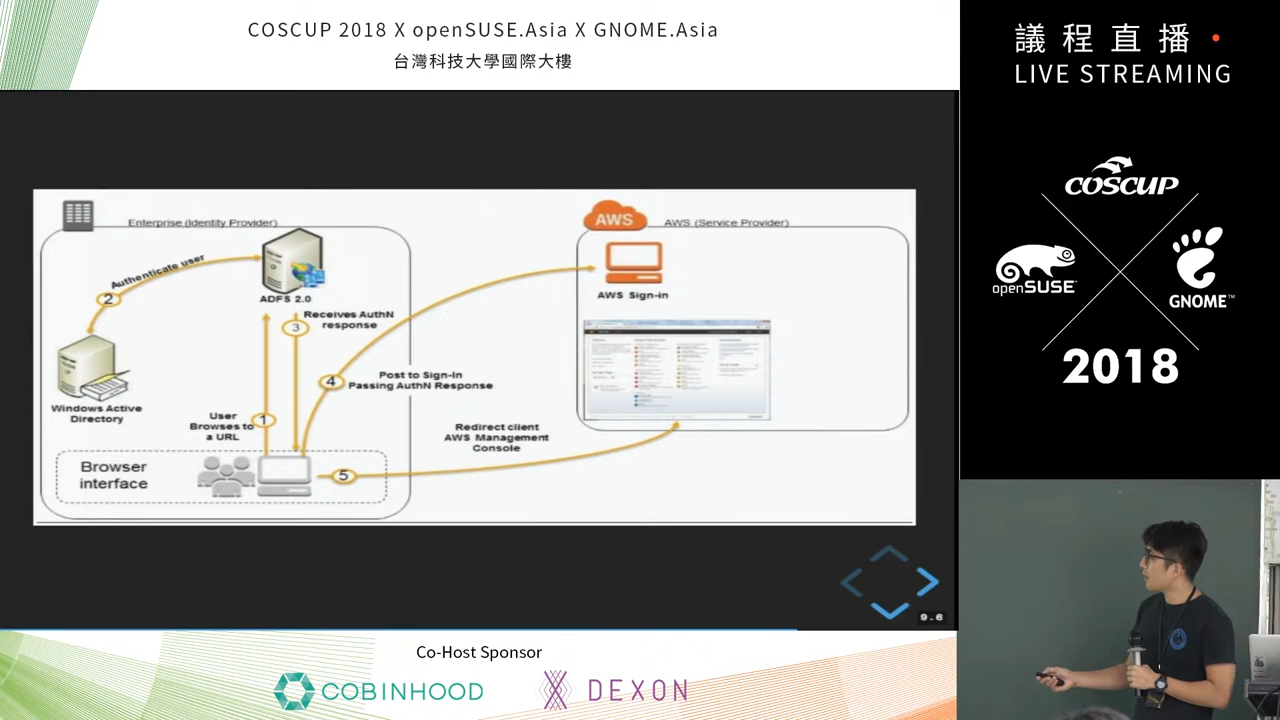 COSCUP 2018 X openSUSE.Asia X GNOME.Asia
台灣科技大學國際大樓
議程直播
LIVE STREAMING
COSCUP
openSUSE
GNOME™
2018
Enterprise (Identity Provider)
AWS
AWS (Service Provider)
Authenticate user
2
ADFS 2.0
AWS Sign-in
3
Receives AuthN
response
4
Post to Sign-In
Passing AuthN Response
Windows Active
Directory
User
Browses to
a URL
1
Redirect client
AWS Management
Console
Browser
interface
5
9.6
Co-Host Sponsor
COBINHOOD
DEXON